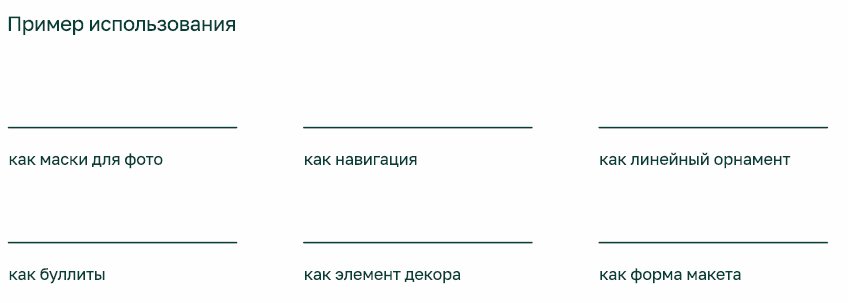 Пример использования
как маски для фото
как навигация
как линейный орнамент
как буллиты
как элемент декора
как форма макета